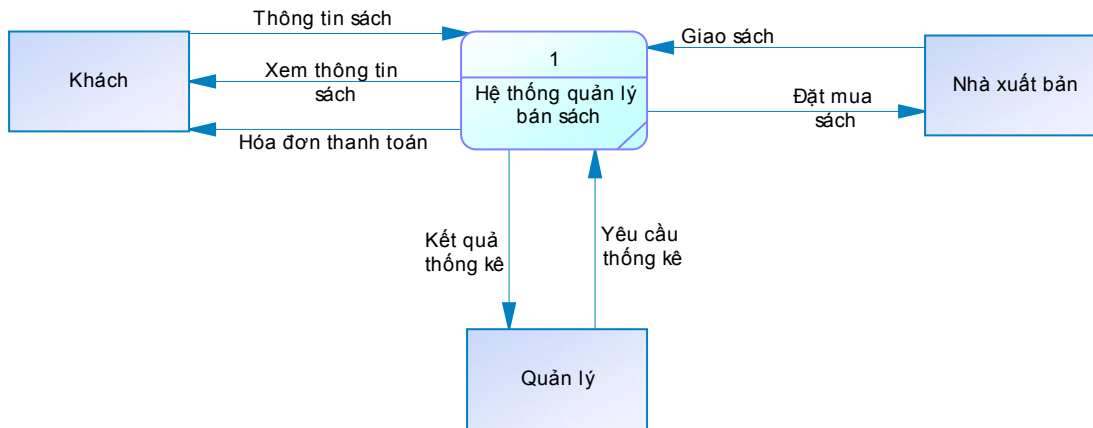 Thông tin sách
Khách
Xem thông tin
sách
Hóa đơn thanh toán
1
Hệ thống quản lý
bán sách
Giao sách
Đặt mua
sách
Nhà xuất bản
Kết quả
thống kê
Yêu cầu
thống kê
Quản lý